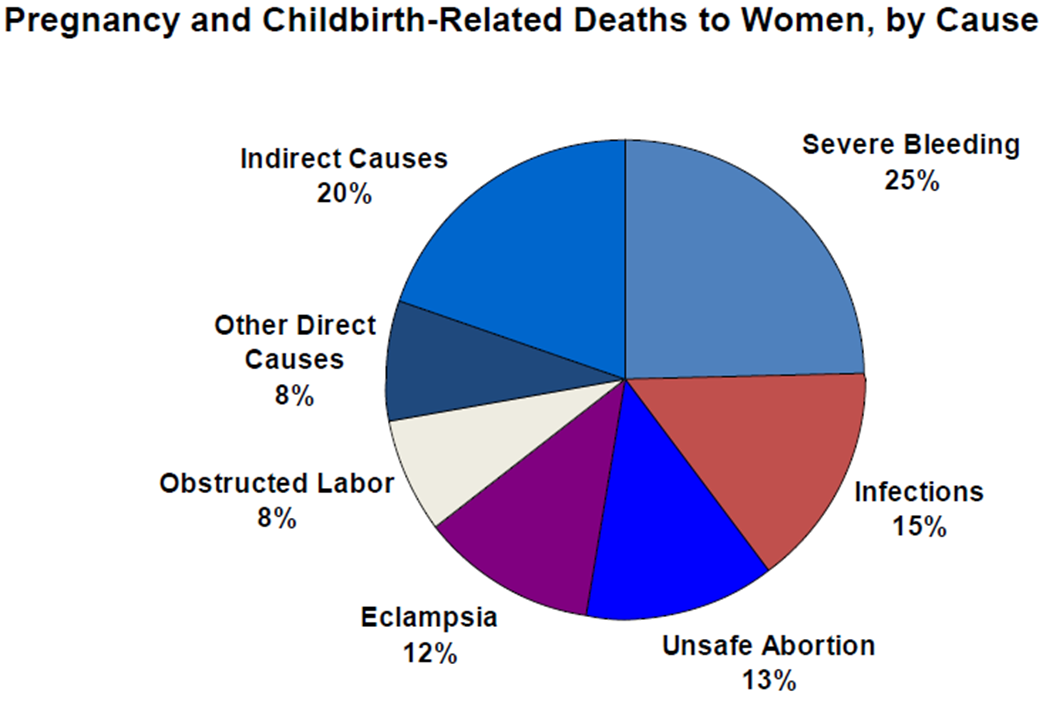 Pregnancy and Childbirth-Related Deaths to Women, by Cause
Severe Bleeding
25%
Infections
15%
Unsafe Abortion
13%
Eclampsia
12%
Obstructed Labor
8%
Other Direct
Causes
8%
Indirect Causes
20%